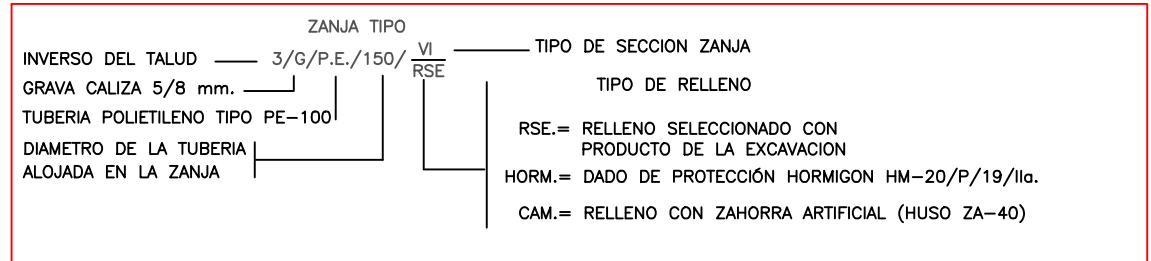 ZANJA TIPO
INVERSO DEL TALUD 3/G/P.E./150/ VI/RSE TIPO DE SECCION ZANJA
GRAVA CALIZA 5/8 mm.
TUBERIA POLIETILENO TIPO PE-100
DIAMETRO DE LA TUBERIA
ALOJADA EN LA ZANJA
TIPO DE RELLENO
RSE.= RELLENO SELECCIONADO CON
PRODUCTO DE LA EXCAVACION
HORM.= DADO DE PROTECCIÓN HORMIGON HM-20/P/19/IIa.
CAM.= RELLENO CON ZAHORRA ARTIFICIAL (HUSO ZA-40)